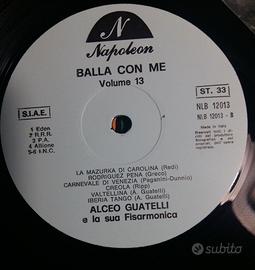 N
Napoleon
BALLA CON ME
Volume 13
S.I.A.E.
ST. 33
NLB 12013
NLB 12013 - B
1 Eden
2 R.R.R.
3 P.A.
4 Allione
5-6 I.N.C.
Made in Italy
LA MAZURKA DI CAROLINA (Redi)
RODRIGUEZ PENA (Greco)
CARNEVALE DI VENEZIA (Paganini-Dunnio)
CREOLA (Ripp)
VALTELLINA (A. Guatelli)
IBERIA TANGO (A. Guatelli)
ALCEO GUATELLI
e la sua Fisarmonica
subito